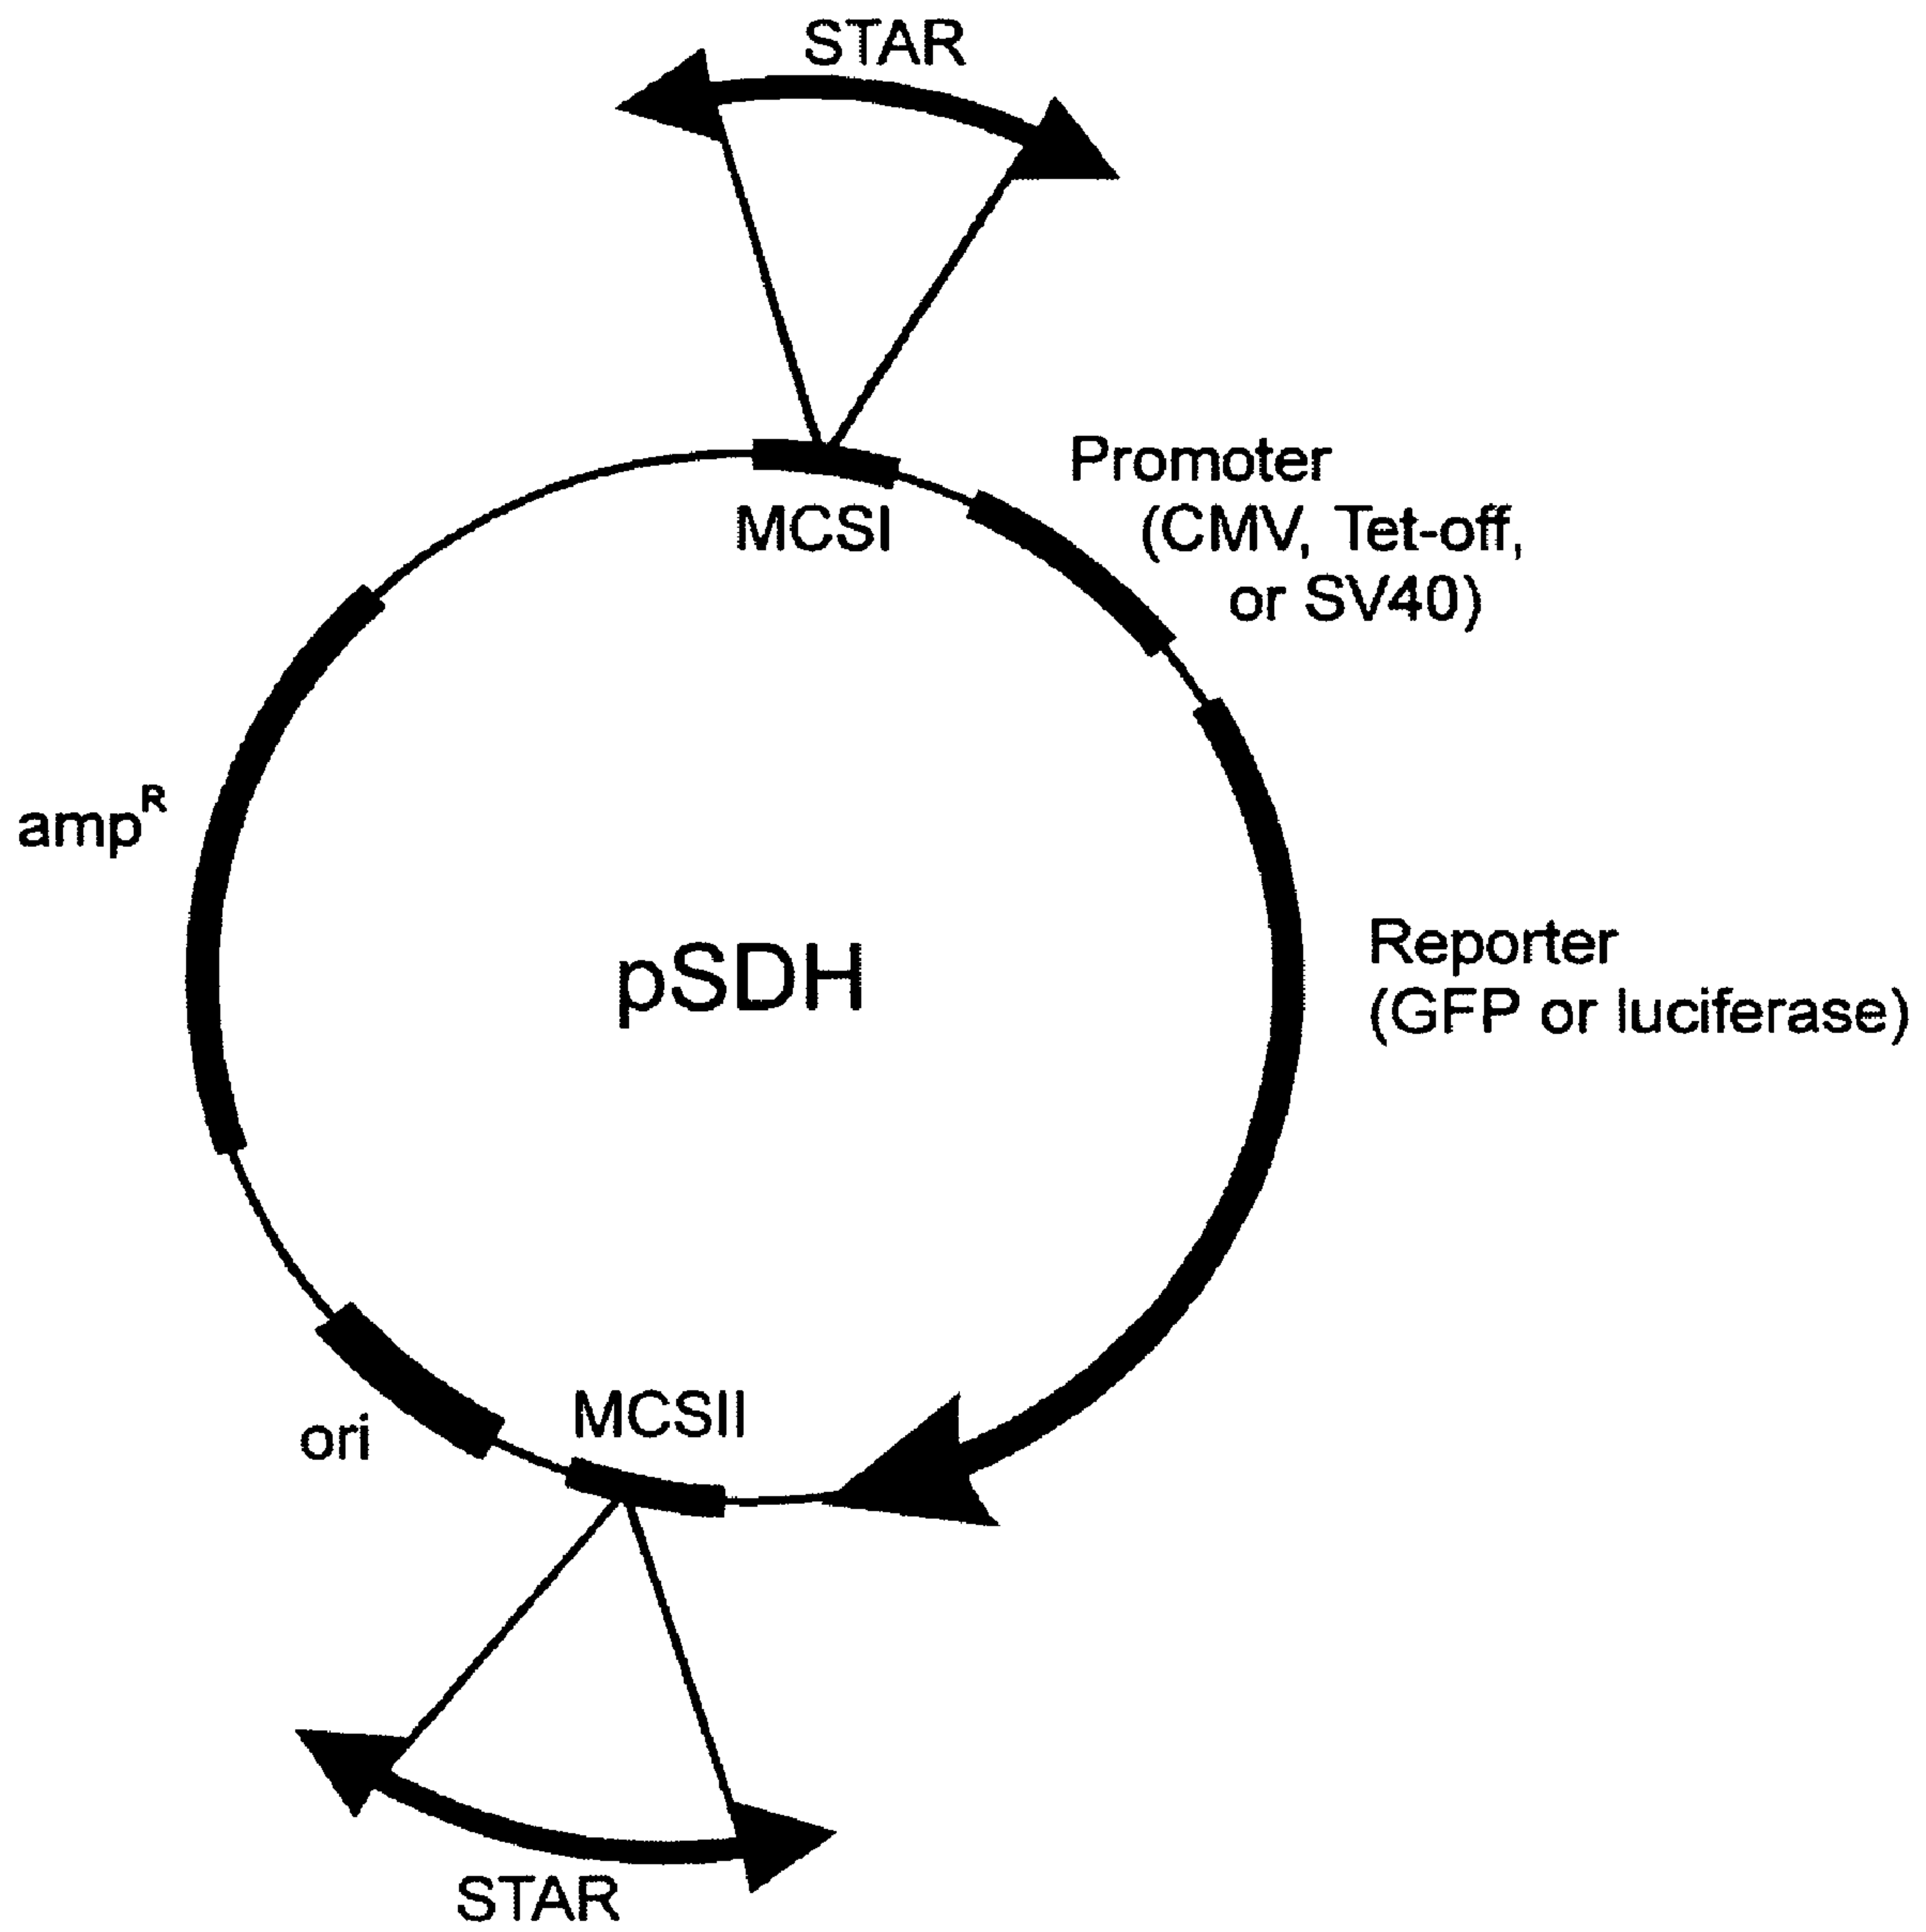 STAR
MCSI
Promoter
(CMV, Tet-off,
or SV40)
amp^R
pSDH
Reporter
(GFP or luciferase)
MCSII
ori
STAR